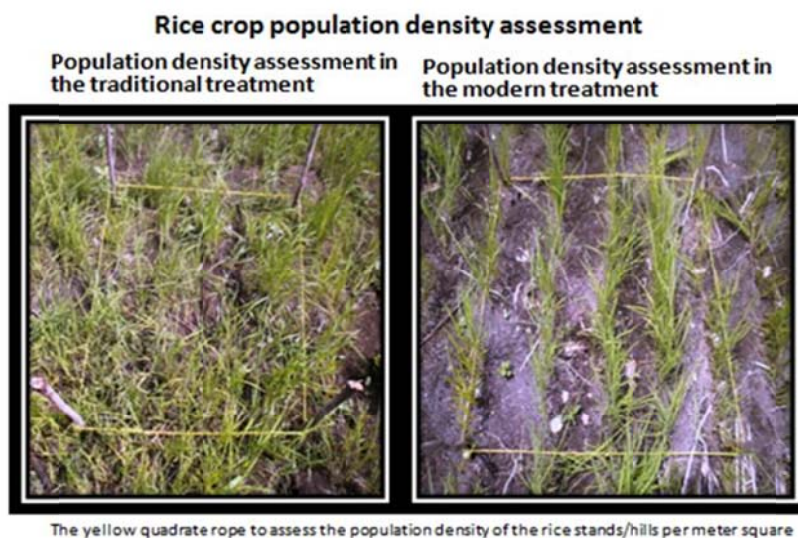 Rice crop population density assessment
Population density assessment in
the traditional treatment
Population density assessment in
the modern treatment
The yellow quadrate rope to assess the population density of the rice stands/hills per meter square